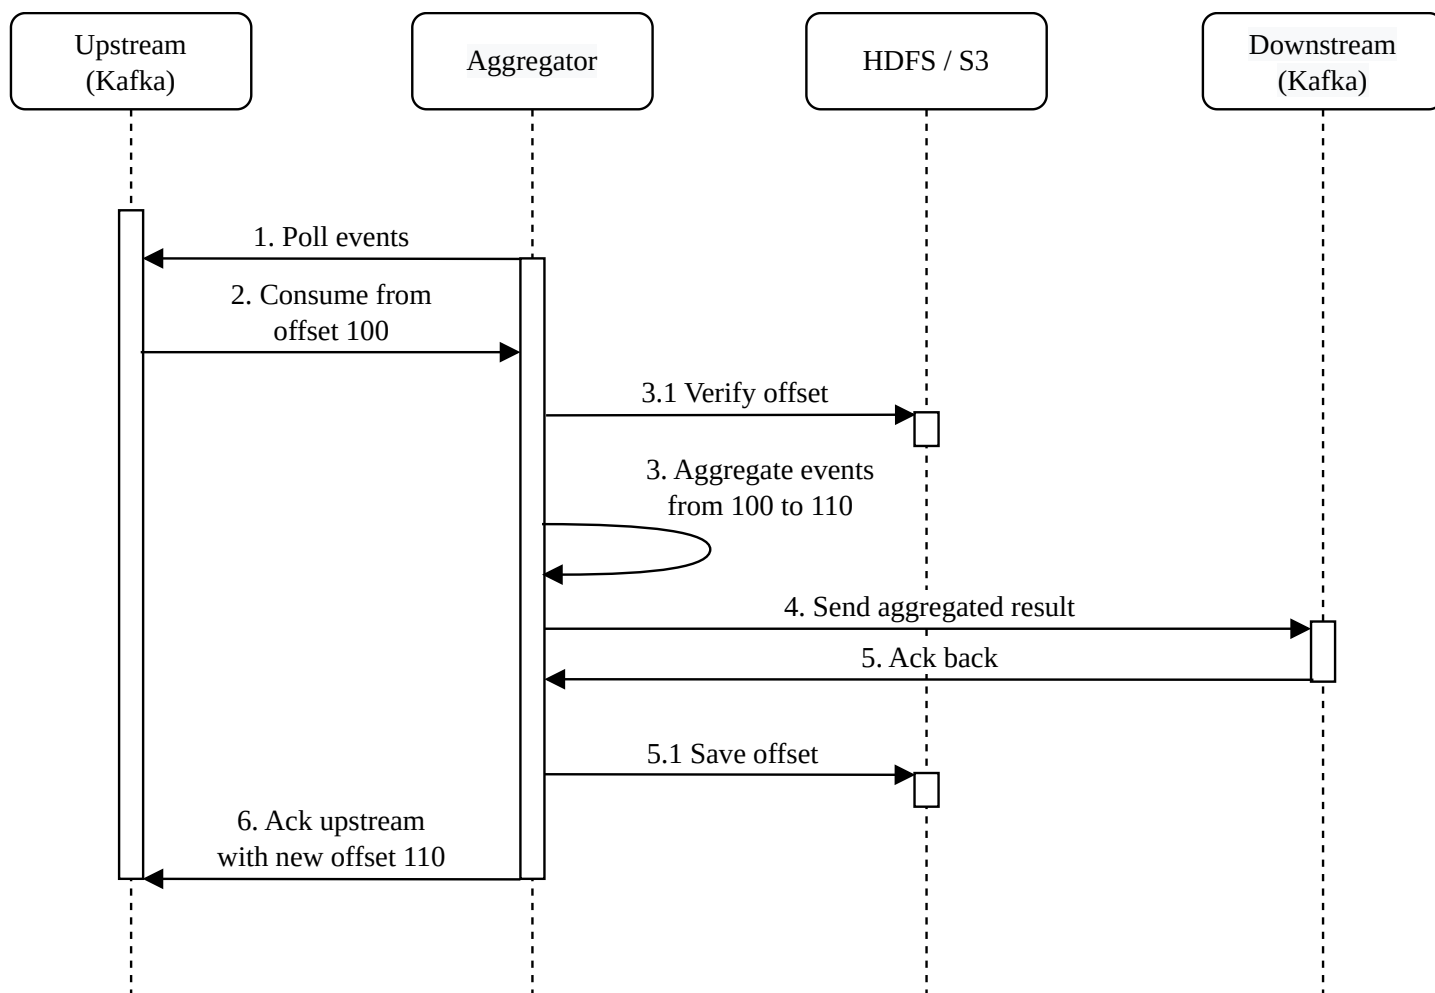 Upstream
(Kafka)
Aggregator
HDFS / S3
Downstream
(Kafka)
1. Poll events
2. Consume from
offset 100
3.1 Verify offset
3. Aggregate events
from 100 to 110
4. Send aggregated result
5. Ack back
5.1 Save offset
6. Ack upstream
with new offset 110